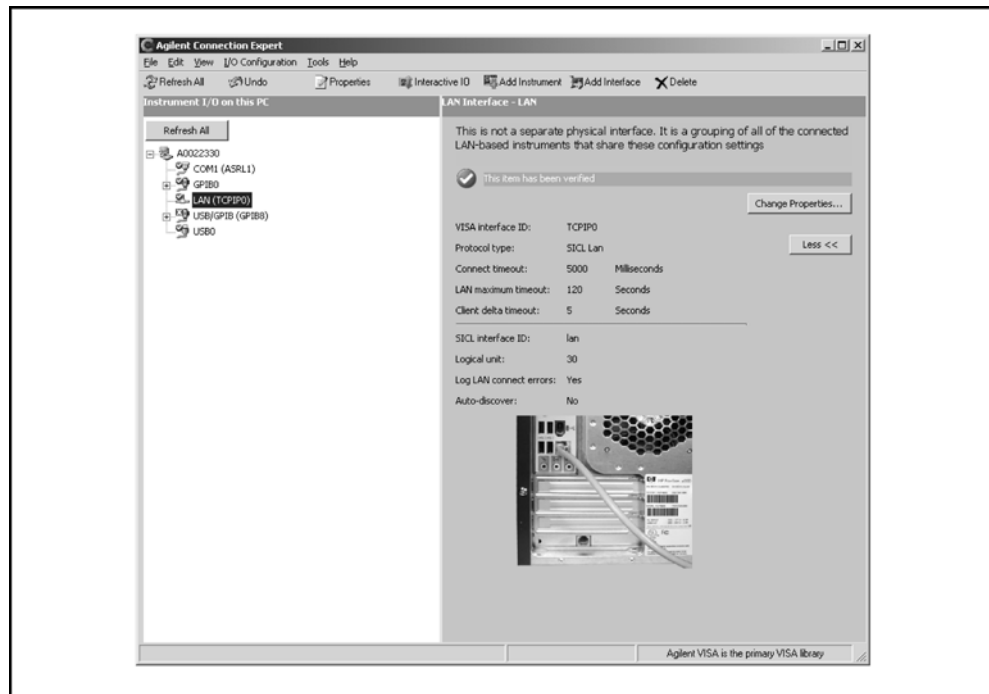 Agilent Connection Expert
File Edit View I/O Configuration Tools Help
Refresh All Undo Properties Interactive IO Add Instrument Add Interface Delete
Instrument I/O on this PC
LAN Interface - LAN
Refresh All
A0022330
COM1 (ASRL1)
GPIB0
LAN (TCPIP0)
USB/GPIB (GPIB8)
USB0
This is not a separate physical interface. It is a grouping of all of the connected
LAN-based instruments that share these configuration settings
This item has been verified
Change Properties...
VISA interface ID: TCPIP0
Protocol type: SICL Lan
Less <<
Connect timeout: 5000 Milliseconds
LAN maximum timeout: 120 Seconds
Client delta timeout: 5 Seconds
SICL interface ID: lan
Logical unit: 30
Log LAN connect errors: Yes
Auto-discover: No
Agilent VISA is the primary VISA library